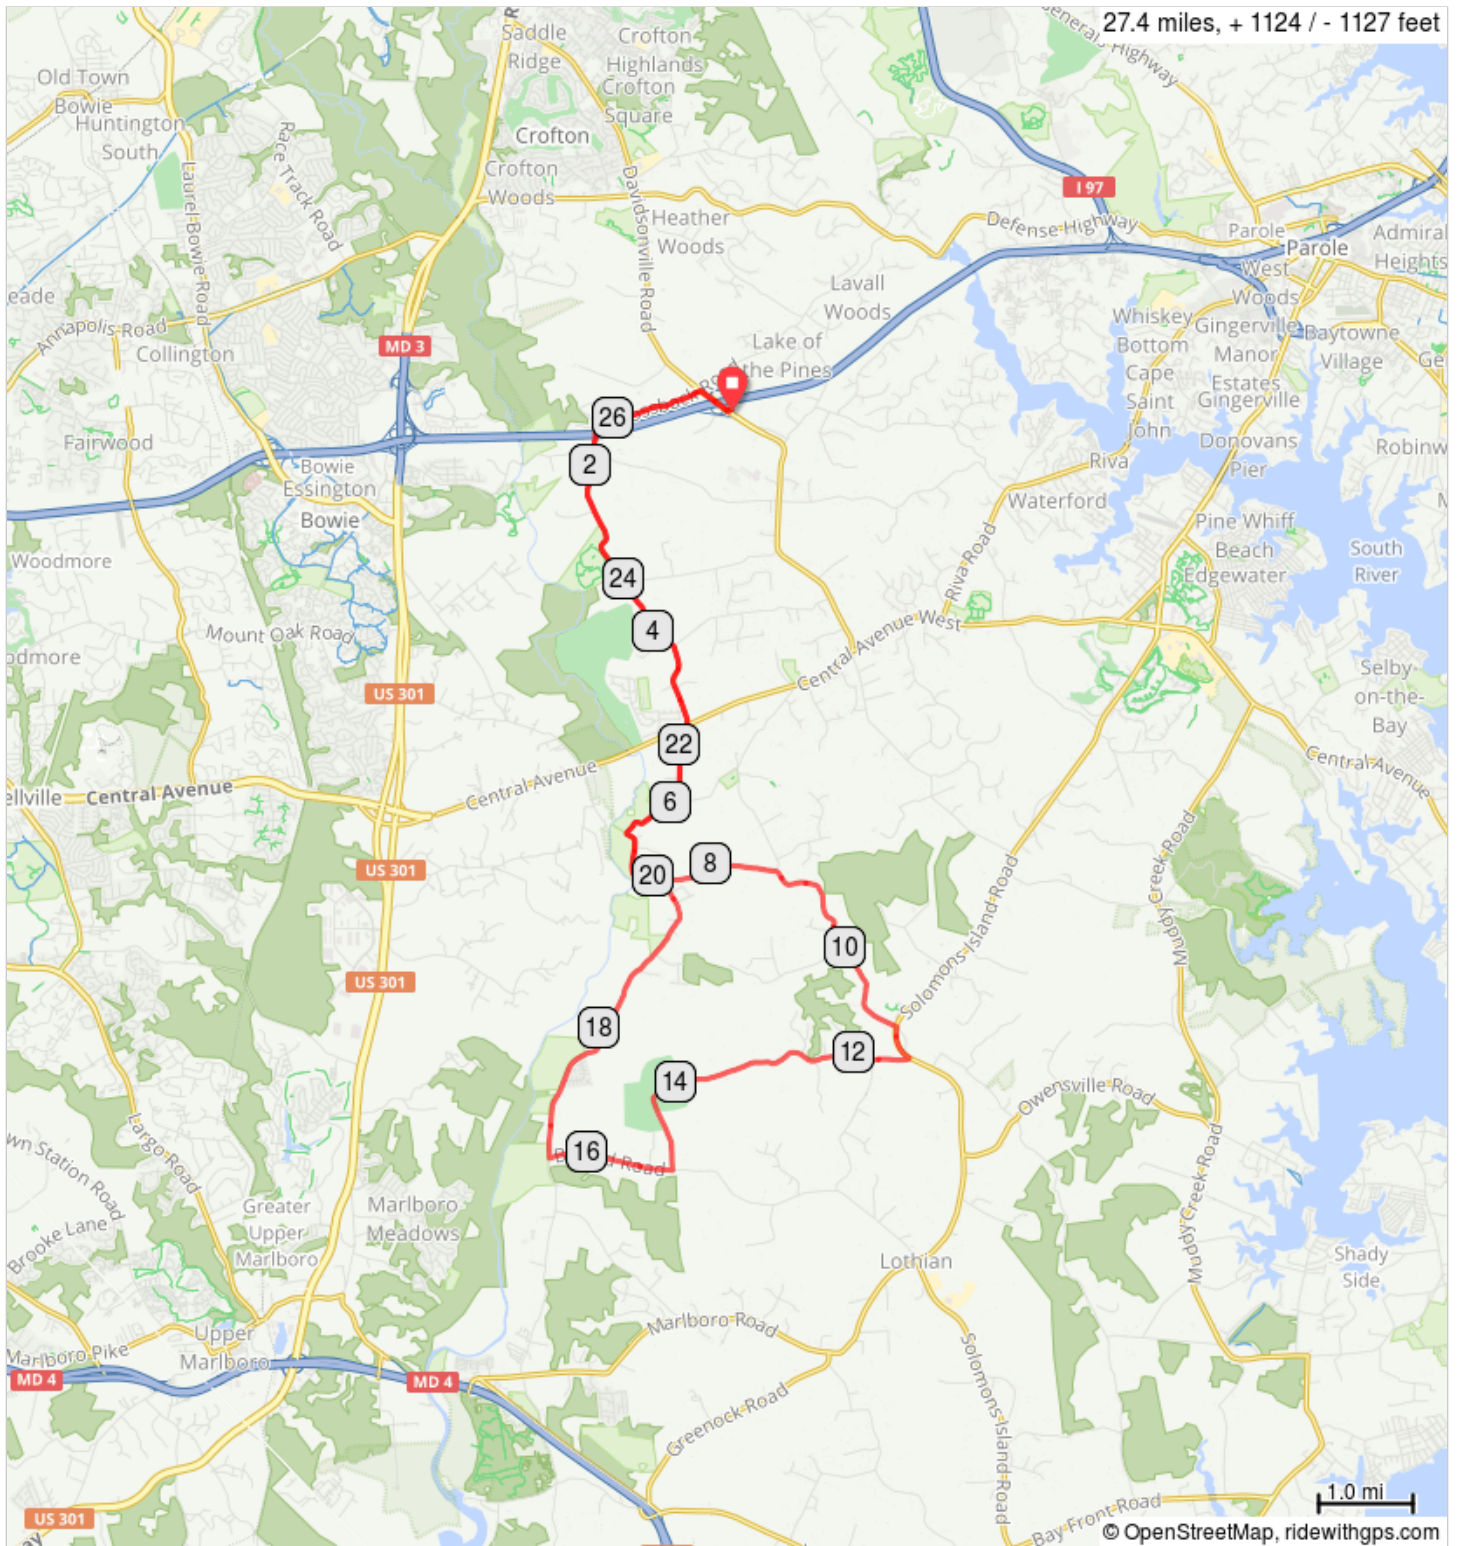 27.4 miles, + 1124 / - 1127 feet
Generals Highway
Saddle
Ridge
Crofton
Highlands
Crofton
Square
Old Town
Bowie
Huntington
South
Race Track Road
Laurel-Bowie Road
Crofton
Crofton
Woods
Davidsonville Road
Heather
Woods
I 97
Defense Highway
Parole
Parole
Admiral
Heights
West
Woods
Lavall
Woods
Lake of
the Pines
Annapolis Road
Collington
MD 3
Whiskey
Bottom
Cape
Saint
John
Gingerville
Manor
Estates
Gingerville
Baytowne
Village
Donovans
Pier
Fairwood
Bowie
Essington
Bowie
26
2
Riva
Waterford
Riva Road
Pine Whiff
Beach
Edgewater
South
River
Woodmore
Mount Oak Road
24
4
Central Avenue West
Selby-
on-the-
Bay
US 301
22
Central Avenue
Central Avenue
Central Avenue
6
US 301
20
8
Solomons Island Road
Muddy Creek Road
10
US 301
18
12
14
16
Owensville Road
Largo Road
Brooke Lane
Greater
Upper
Marlboro
Marlboro
Meadows
Muddy Creek Road
Lothian
Shady
Side
Upper
Marlboro
Marlboro Pike
Marlboro Road
MD 4
MD 4
Greenock Road
Solomons Island Road
US 301
Bay Front Road
1.0 mi
© OpenStreetMap, ridewithgps.com